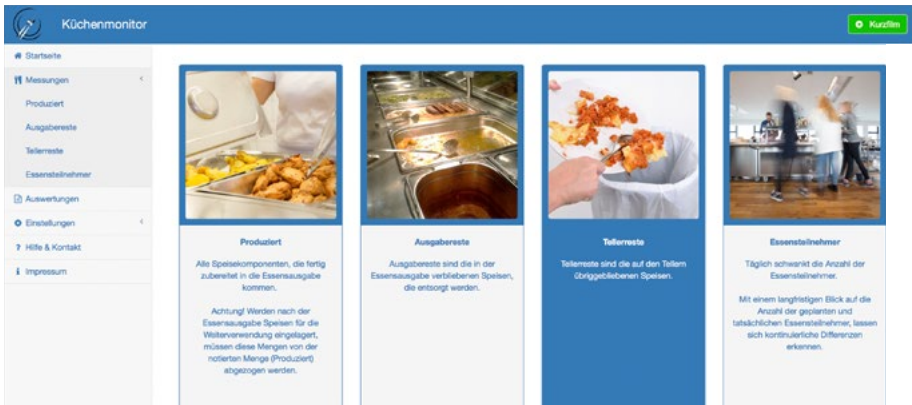 Küchenmonitor
Kurzfilm
Startseite
Messungen
Produziert
Ausgabereste
Tellerreste
Essensteilnehmer
Auswertungen
Einstellungen
Hilfe & Kontakt
Impressum
Produziert
Alle Speisekomponenten, die fertig
zubereitet in die Essensausgabe
kommen.
Achtung! Werden nach der
Essensausgabe Speisen für die
Weiterverwendung eingelagert,
müssen diese Mengen von der
notierten Menge (Produziert)
abgezogen werden.
Ausgabereste
Ausgabereste sind die in der
Essensausgabe verbliebenen Speisen,
die entsorgt werden.
Tellerreste
Tellerreste sind die auf den Tellern
übriggebliebenen Speisen.
Essensteilnehmer
Täglich schwankt die Anzahl der
Essensteilnehmer.
Mit einem langfristigen Blick auf die
Anzahl der geplanten und
tatsächlichen Essensteilnehmer, lassen
sich kontinuierliche Differenzen
erkennen.